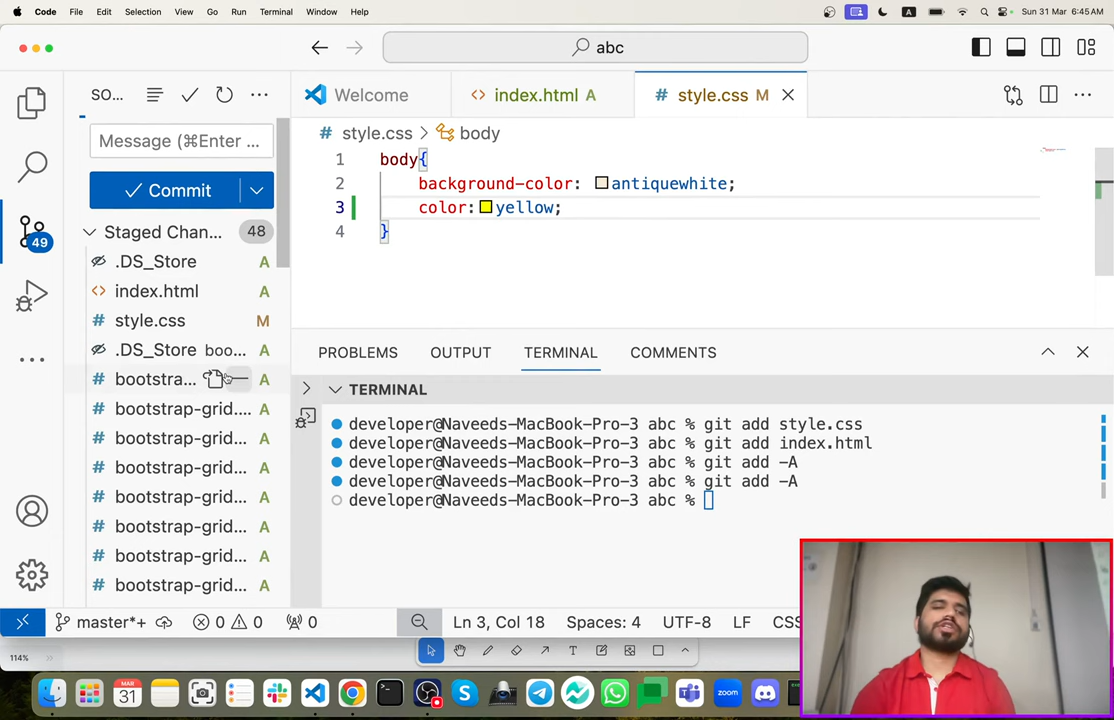 Code File Edit Selection View Go Run Terminal Window Help
A
Sun 31 Mar 6:45 AM
abc
SO...
Welcome
index.html A
style.css M
Message (⌘Enter ...
style.css > body
Commit
Staged Chan... 48
49
.DS_Store A
index.html A
style.css M
.DS_Store boo... A
bootstra... A
bootstrap-grid.... A
bootstrap-grid... A
bootstrap-grid... A
bootstrap-grid... A
bootstrap-grid... A
bootstrap-grid... A
bootstrap-grid... A
1 body{
2 background-color: antiquewhite;
3 color: yellow;
4 }
PROBLEMS OUTPUT TERMINAL COMMENTS
TERMINAL
developer@Naveeds-MacBook-Pro-3 abc % git add style.css
developer@Naveeds-MacBook-Pro-3 abc % git add index.html
developer@Naveeds-MacBook-Pro-3 abc % git add -A
developer@Naveeds-MacBook-Pro-3 abc % git add -A
developer@Naveeds-MacBook-Pro-3 abc %
master*+ 0 0 0 Ln 3, Col 18 Spaces: 4 UTF-8 LF CSS
114%
MAR
31
zoom